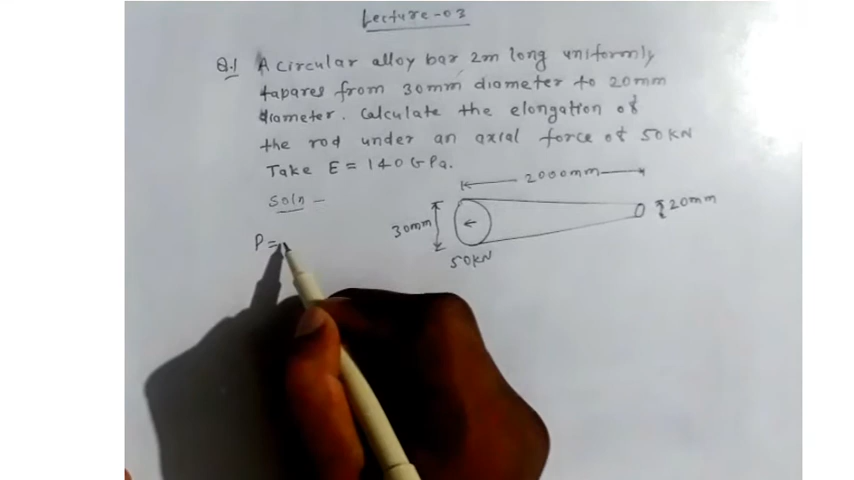 Lecture-03
Q.1 A circular alloy bar 2m long uniformly
tapares from 30mm diameter to 20mm
diameter. Calculate the elongation of
the rod under an axial force of 50KN
Take E = 140 GPa.
Soln -
2000mm
30mm
20mm
50KN
P=